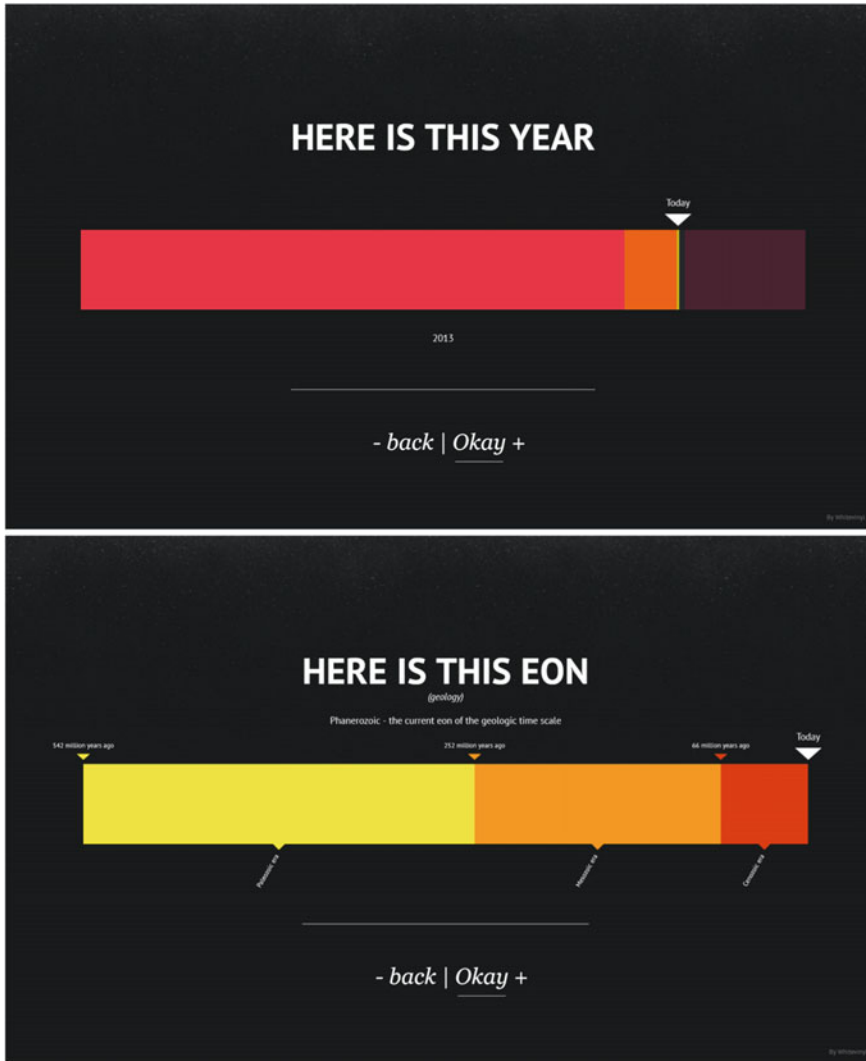 HERE IS THIS YEAR
Today
2013
- back | Okay +
HERE IS THIS EON
(geology)
Phanerozoic - the current eon of the geologic time scale
542 million years ago
252 million years ago
66 million years ago
Today
Paleozoic era
Mesozoic era
Cenozoic era
- back | Okay +